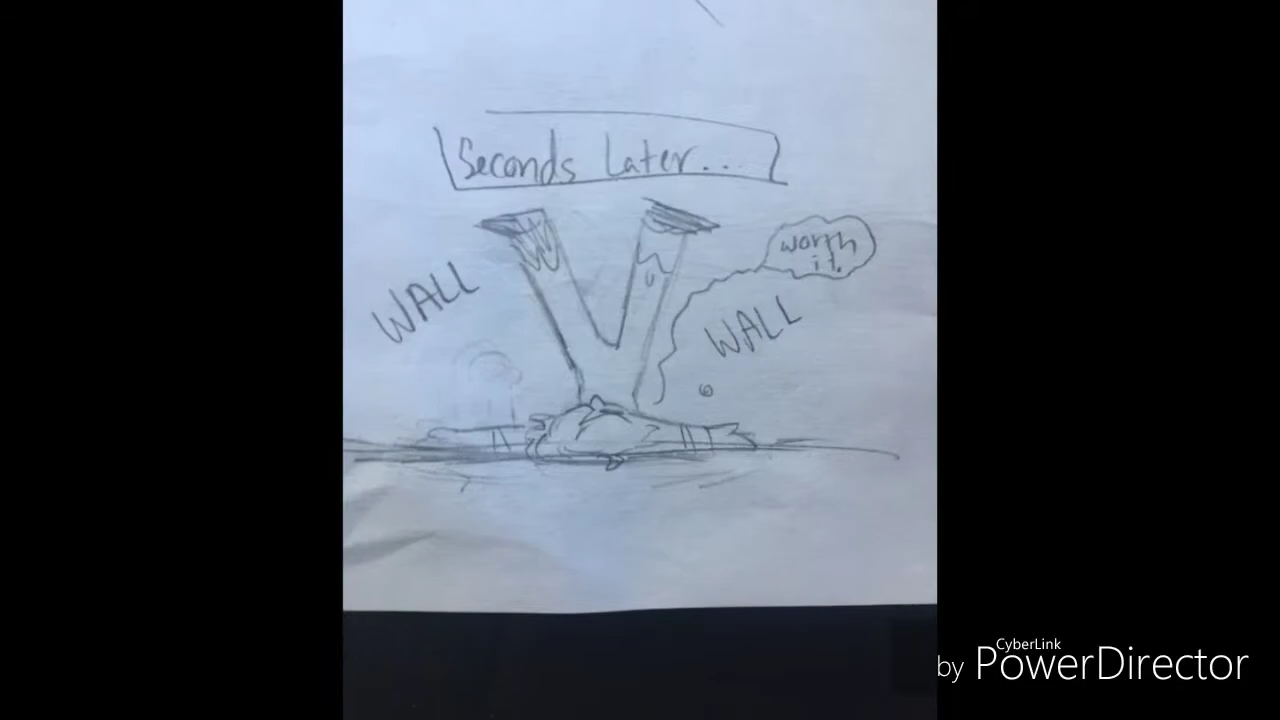 Seconds Later...
worth
it.
WALL
WALL
CyberLink
by PowerDirector